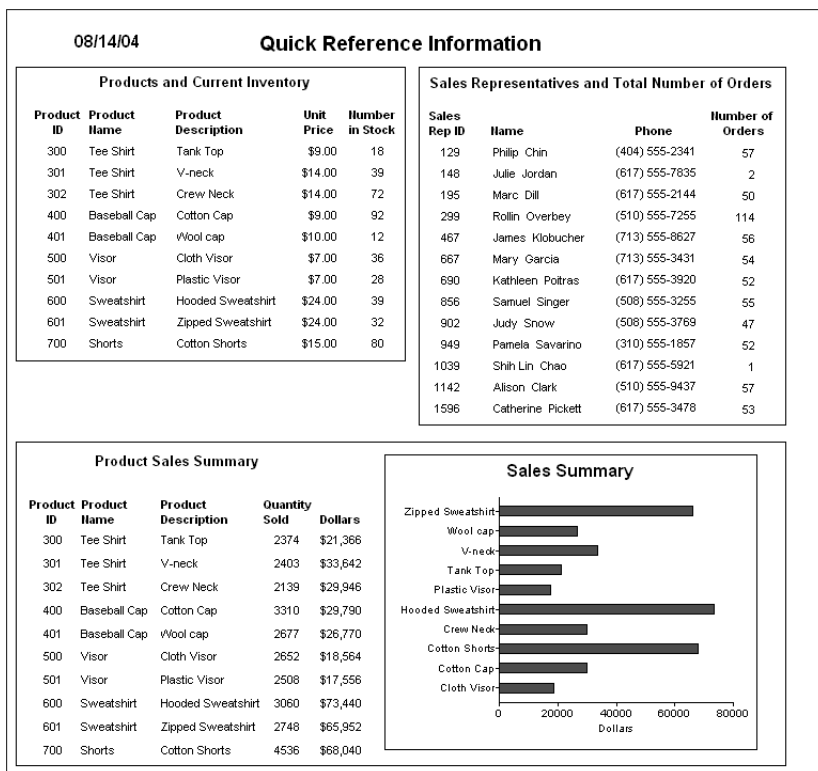 08/14/04
Quick Reference Information
Products and Current Inventory
Product ID Product Name Product Description Unit Price Number in Stock
300 Tee Shirt Tank Top $9.00 18
301 Tee Shirt V-neck $14.00 39
302 Tee Shirt Crew Neck $14.00 72
400 Baseball Cap Cotton Cap $9.00 92
401 Baseball Cap Wool cap $10.00 12
500 Visor Cloth Visor $7.00 36
501 Visor Plastic Visor $7.00 28
600 Sweatshirt Hooded Sweatshirt $24.00 39
601 Sweatshirt Zipped Sweatshirt $24.00 32
700 Shorts Cotton Shorts $15.00 80
Sales Representatives and Total Number of Orders
Sales Rep ID Name Phone Number of Orders
129 Philip Chin (404) 555-2341 57
148 Julie Jordan (617) 555-7835 2
195 Marc Dill (617) 555-2144 50
299 Rollin Overbey (510) 555-7255 114
467 James Klobucher (713) 555-8627 56
667 Mary Garcia (713) 555-3431 54
690 Kathleen Poitras (617) 555-3920 52
856 Samuel Singer (508) 555-3255 55
902 Judy Snow (508) 555-3769 47
949 Pamela Savarino (310) 555-1857 52
1039 Shih Lin Chao (617) 555-5921 1
1142 Alison Clark (510) 555-9437 57
1596 Catherine Pickett (617) 555-3478 53
Product Sales Summary
Product ID Product Name Product Description Quantity Sold Dollars
300 Tee Shirt Tank Top 2374 $21,366
301 Tee Shirt V-neck 2403 $33,642
302 Tee Shirt Crew Neck 2139 $29,946
400 Baseball Cap Cotton Cap 3310 $29,790
401 Baseball Cap Wool cap 2677 $26,770
500 Visor Cloth Visor 2652 $18,564
501 Visor Plastic Visor 2508 $17,556
600 Sweatshirt Hooded Sweatshirt 3060 $73,440
601 Sweatshirt Zipped Sweatshirt 2748 $65,952
700 Shorts Cotton Shorts 4536 $68,040
Sales Summary
Zipped Sweatshirt
Wool cap
V-neck
Tank Top
Plastic Visor
Hooded Sweatshirt
Crew Neck
Cotton Shorts
Cotton Cap
Cloth Visor
0 20000 40000 60000 80000
Dollars